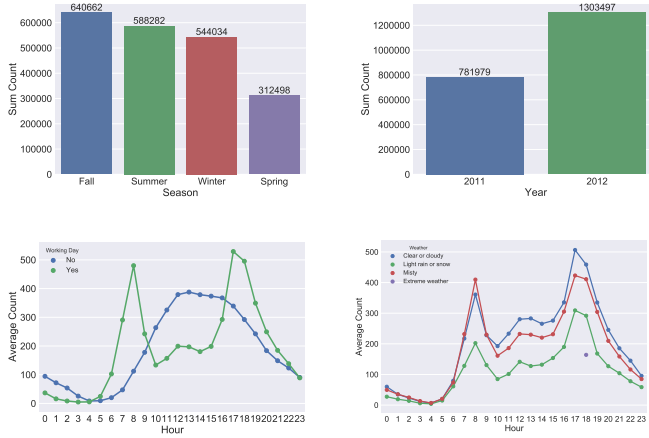 640662
588282
544034
312498
600000
500000
400000
300000
200000
100000
0
Sum Count
Fall Summer Winter Spring
Season
1303497
781979
1200000
1000000
800000
600000
400000
200000
0
Sum Count
2011 2012
Year
Working Day
No
Yes
500
400
300
200
100
0
Average Count
0 1 2 3 4 5 6 7 8 9 10 11 12 13 14 15 16 17 18 19 20 21 22 23
Hour
Weather
Clear or cloudy
Light rain or snow
Misty
Extreme weather
500
400
300
200
100
0
Average Count
0 1 2 3 4 5 6 7 8 9 10 11 12 13 14 15 16 17 18 19 20 21 22 23
Hour